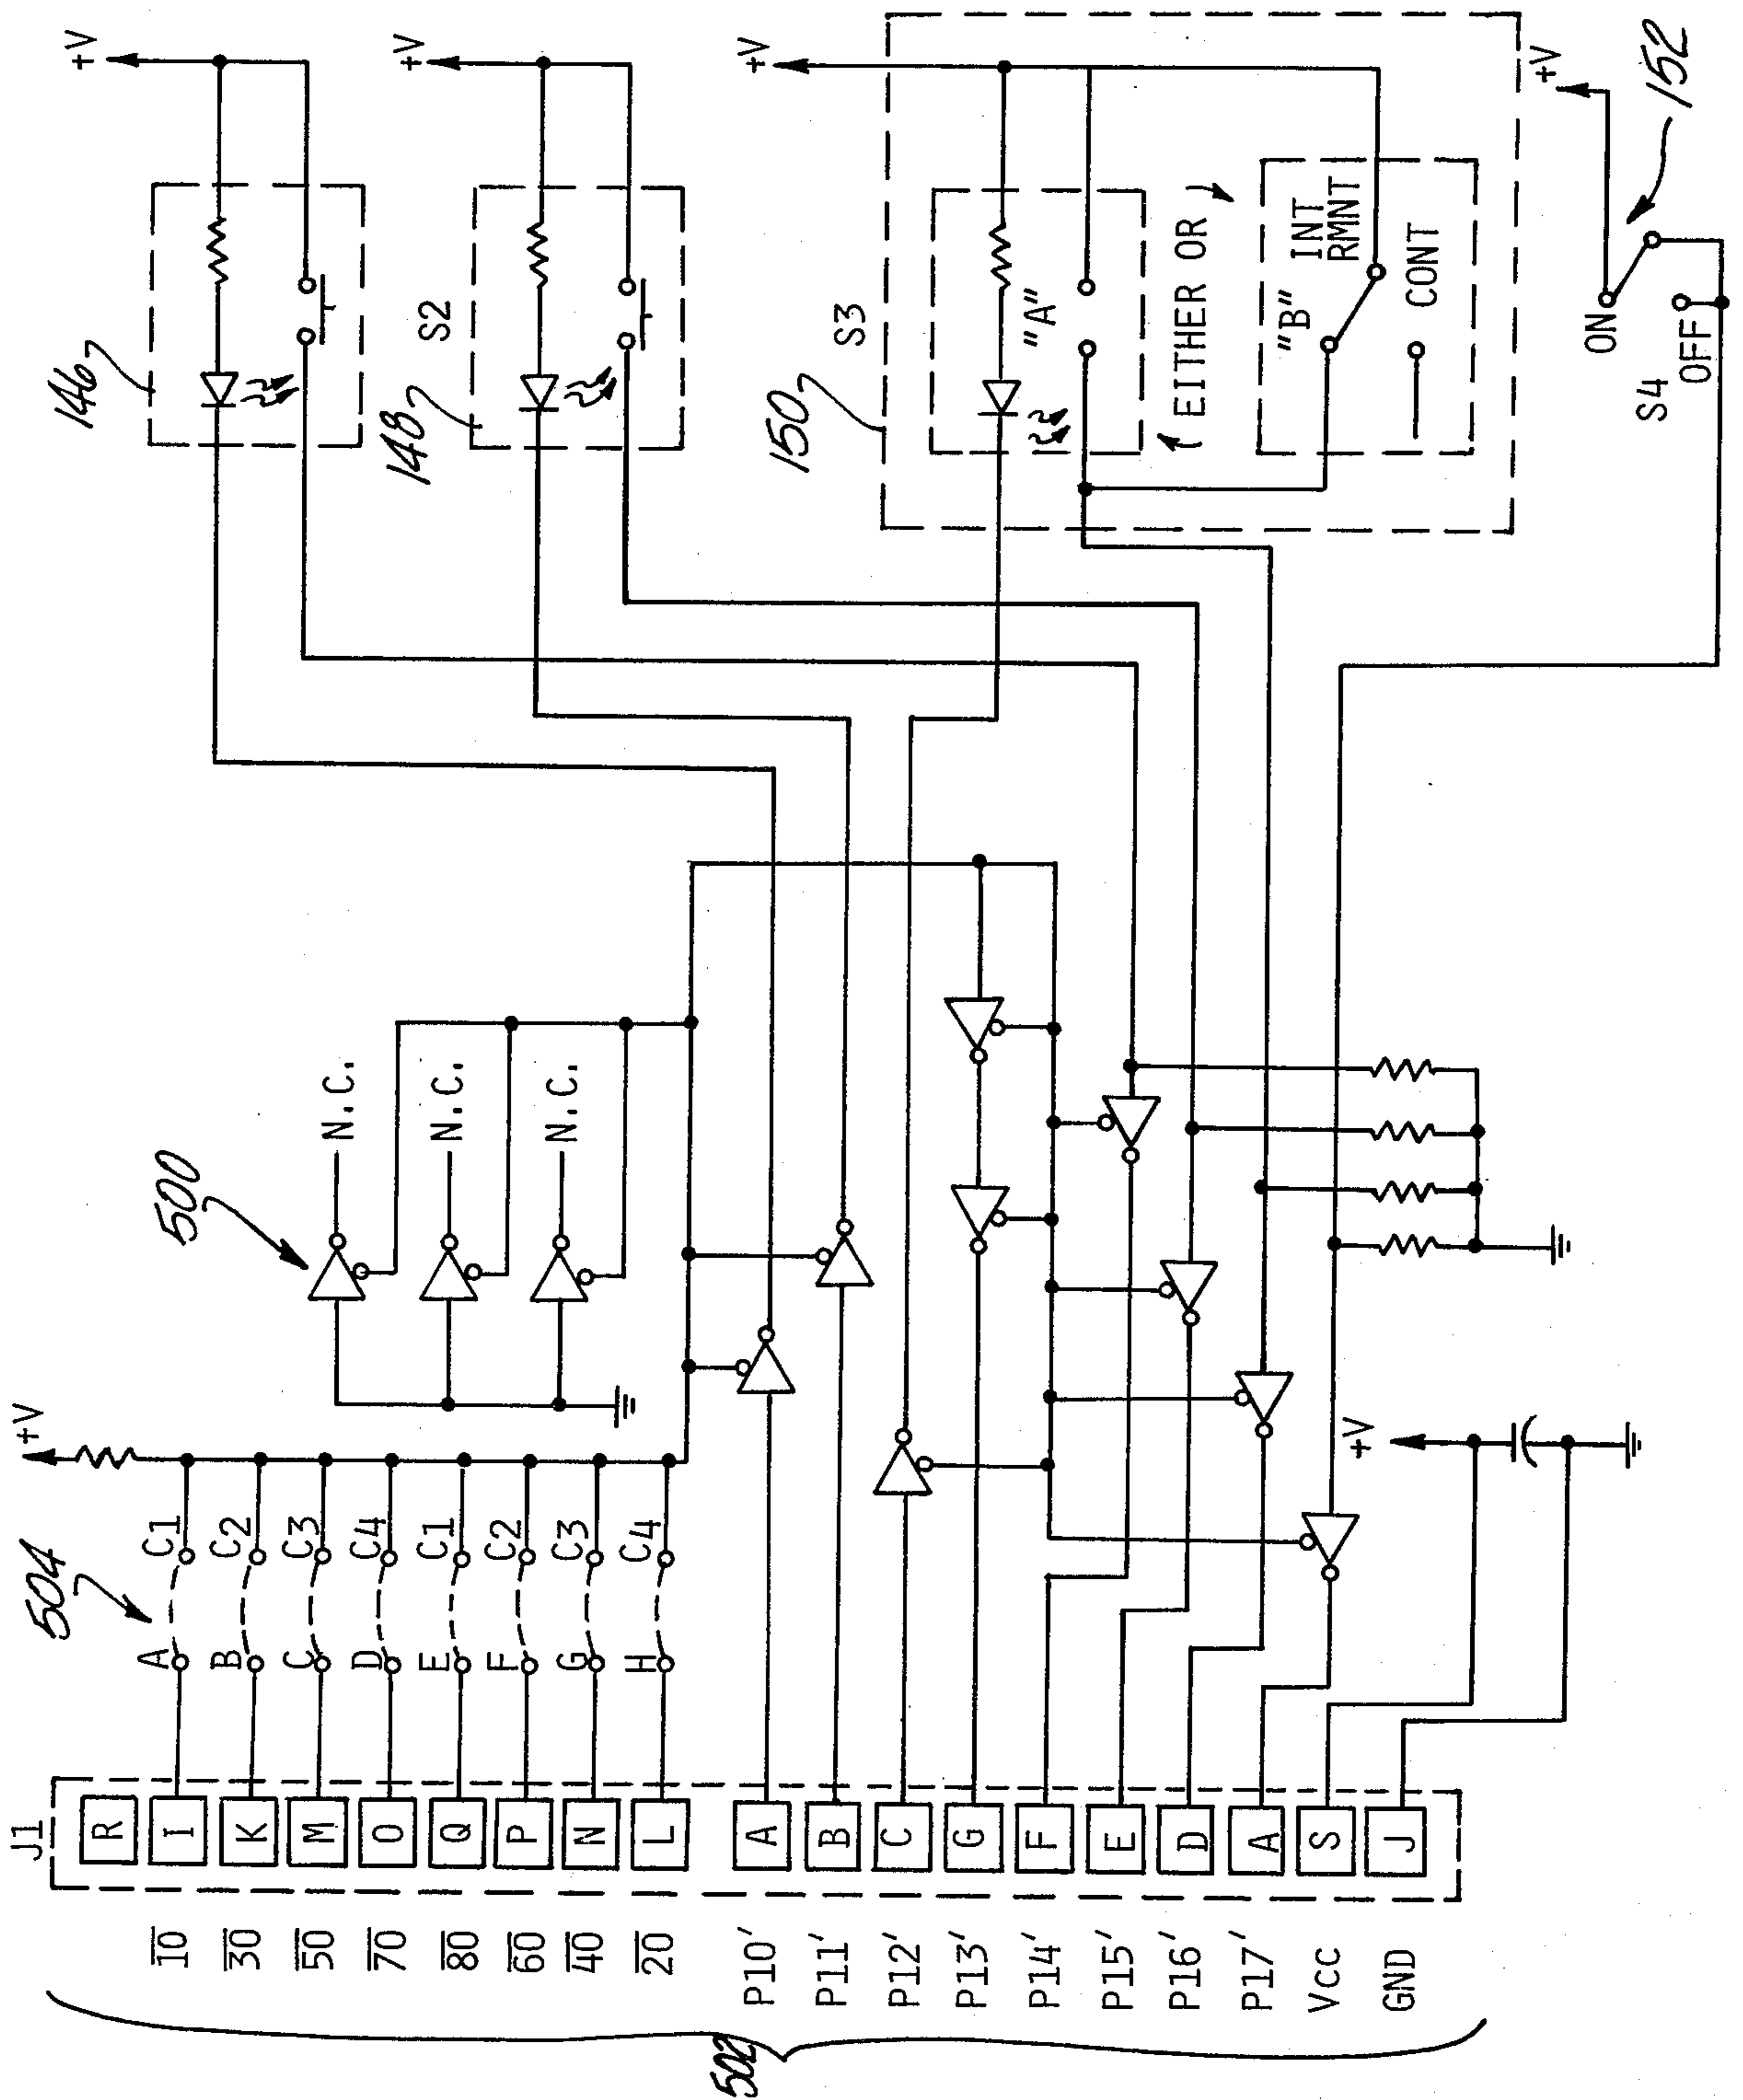 J1
R
10 I A C1
30 K B C2
50 M C C3
70 O D C4
80 Q E C1
60 P F C2
40 N G C3
20 L H C4
P10' A
P11' B
P12' C
P13' G
P14' F
P15' E
P16' D
P17' A
VCC S
GND J
502
504
+V
500
N.C.
N.C.
N.C.
+V
146
+V
148
S2
+V
150
S3
"A"
EITHER OR
"B"
INT
RMNT
CONT
+V
152
ON
OFF
S4
+V